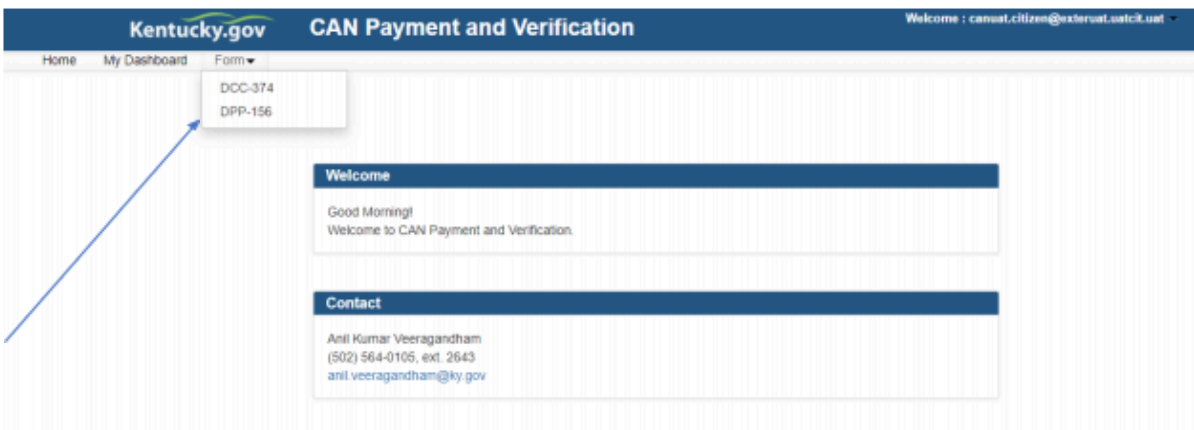 Kentucky.gov CAN Payment and Verification Welcome : canuat.citizen@exteruat.uatcit.uat
Home My Dashboard Form
DCC-374
DPP-156
Welcome
Good Morning!
Welcome to CAN Payment and Verification.
Contact
Anil Kumar Veeragandham
(502) 564-0105, ext. 2643
anil.veeragandham@ky.gov